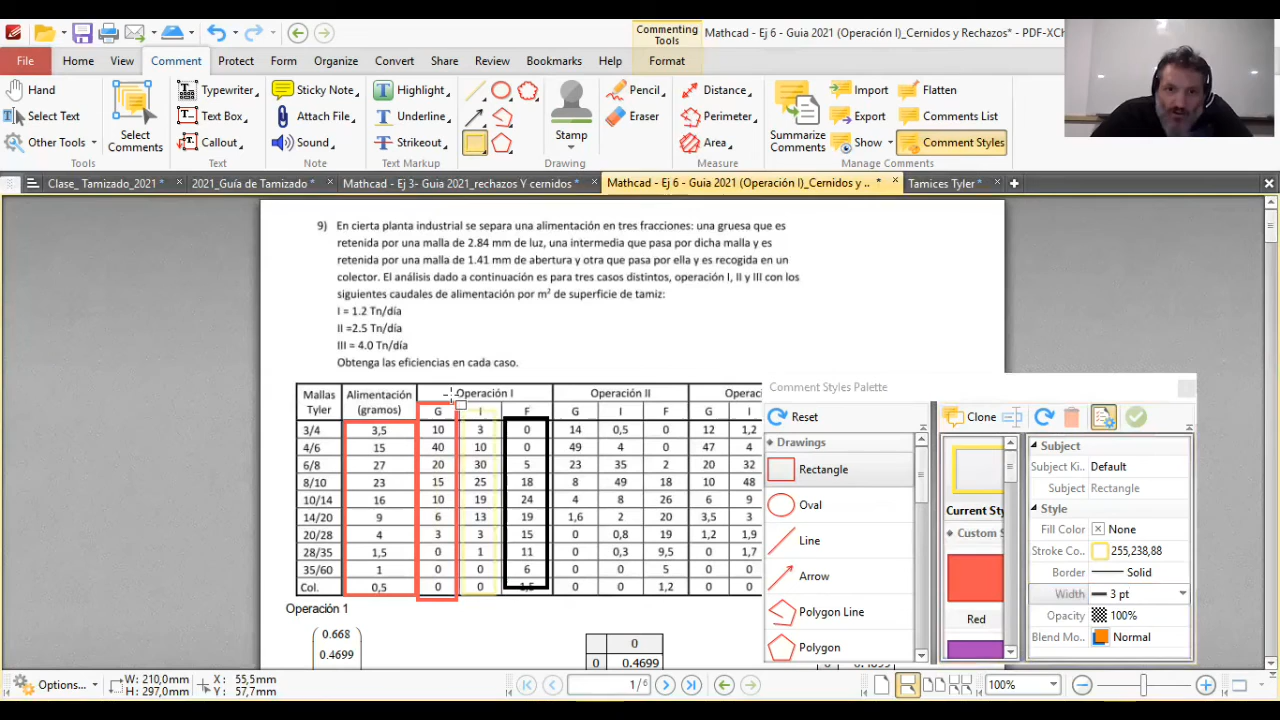 Commenting
Tools
Mathcad - Ej 6 - Guia 2021 (Operación I)_Cernidos y Rechazos* - PDF-XCH
File Home View Comment Protect Form Organize Convert Share Review Bookmarks Help Format
Hand
Select Text
Other Tools
Tools
Select
Comments
Typewriter
Text Box
Callout
Text
Sticky Note
Attach File
Sound
Note
Highlight
Underline
Strikeout
Text Markup
Drawing
Pencil
Eraser
Stamp
Distance
Perimeter
Area
Measure
Summarize
Comments
Import
Export
Show
Flatten
Comments List
Comment Styles
Manage Comments
Clase_Tamizado_2021 *
2021_Guía de Tamizado *
Mathcad - Ej 3- Guia 2021_rechazos Y cernidos *
Mathcad - Ej 6 - Guia 2021 (Operación I)_Cernidos y .. *
Tamices Tyler *
9) En cierta planta industrial se separa una alimentación en tres fracciones: una gruesa que es
retenida por una malla de 2.84 mm de luz, una intermedia que pasa por dicha malla y es
retenida por una malla de 1.41 mm de abertura y otra que pasa por ella y es recogida en un
colector. El análisis dado a continuación es para tres casos distintos, operación I, II y III con los
siguientes caudales de alimentación por m2 de superficie de tamiz:
I = 1.2 Tn/día
II =2.5 Tn/día
III = 4.0 Tn/día
Obtenga las eficiencias en cada caso.
Mallas Tyler Alimentación (gramos) Operación I Operación II Operaci
G I F G I F G I
3/4 3,5 10 3 0 14 0,5 0 12 1,2
4/6 15 40 10 0 49 4 0 47 4
6/8 27 20 30 5 23 35 2 20 32
8/10 23 15 25 18 8 49 18 10 48
10/14 16 10 19 24 4 8 26 6 9
14/20 9 6 13 19 1,6 2 20 3,5 3
20/28 4 3 3 15 0 0,8 19 1,2 1,9
28/35 1,5 0 1 11 0 0,3 9,5 0 1,7
35/60 1 0 0 6 0 0 5 0 0
Col. 0,5 0 0 1,5 0 0 1,2 0 0
Operación 1
0.668
0.4699
0
0 0.4699
Comment Styles Palette
Reset
Drawings
Rectangle
Oval
Line
Arrow
Polygon Line
Polygon
Clone
Current Sty
Custom S
Red
Subject
Subject Ki... Default
Subject Rectangle
Style
Fill Color None
Stroke Co... 255,238,88
Border Solid
Width 3 pt
Opacity 100%
Blend Mo... Normal
Options...
W: 210,0mm
H: 297,0mm
X: 55,5mm
Y: 57,7mm
1/6
100%